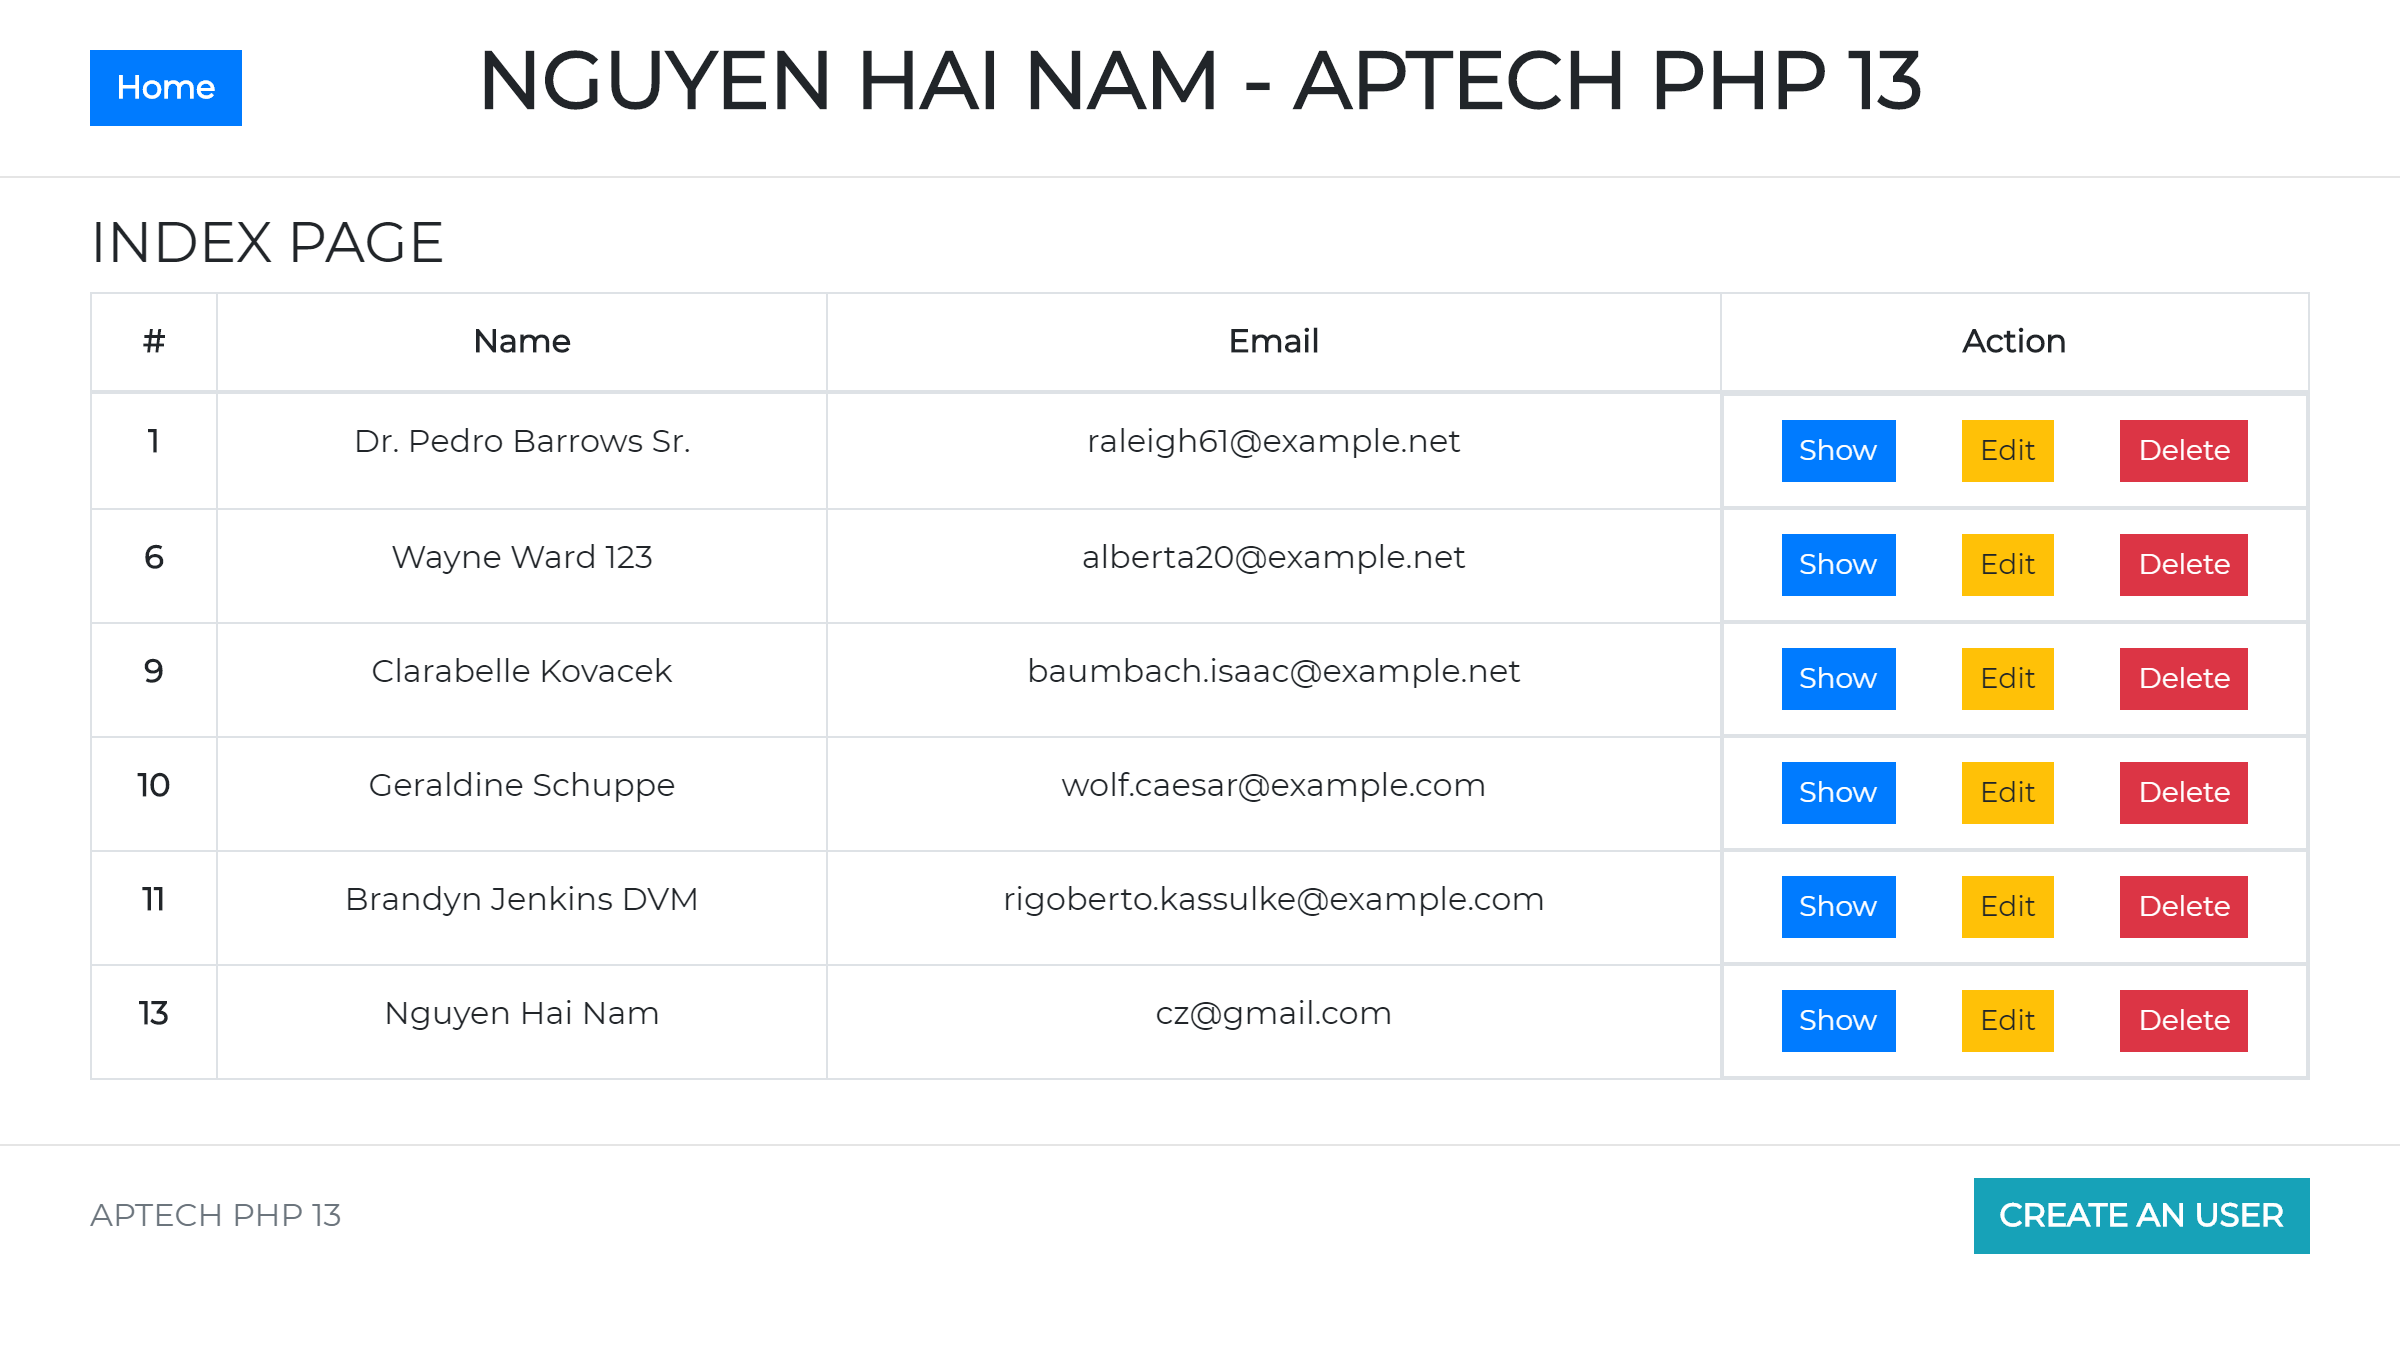 Home
NGUYEN HAI NAM - APTECH PHP 13
INDEX PAGE
# Name Email Action
1 Dr. Pedro Barrows Sr. raleigh61@example.net Show Edit Delete
6 Wayne Ward 123 alberta20@example.net Show Edit Delete
9 Clarabelle Kovacek baumbach.isaac@example.net Show Edit Delete
10 Geraldine Schuppe wolf.caesar@example.com Show Edit Delete
11 Brandyn Jenkins DVM rigoberto.kassulke@example.com Show Edit Delete
13 Nguyen Hai Nam cz@gmail.com Show Edit Delete
APTECH PHP 13
CREATE AN USER